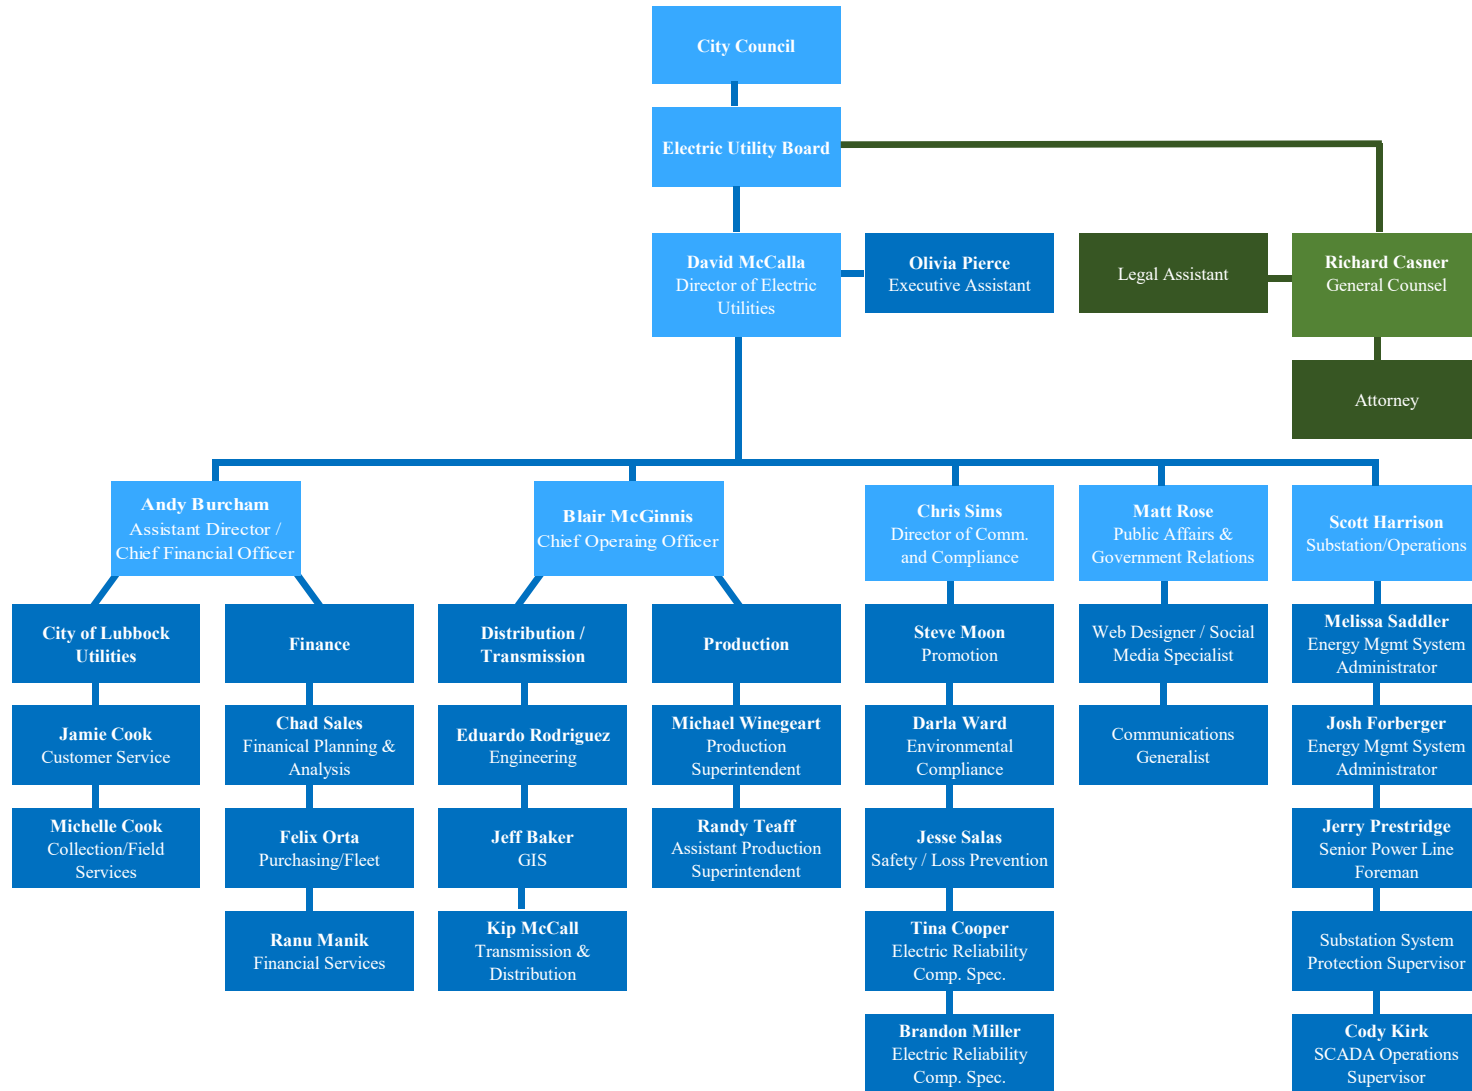 City Council
Electric Utility Board
David McCalla
Director of Electric
Utilities
Olivia Pierce
Executive Assistant
Legal Assistant
Richard Casner
General Counsel
Attorney
Andy Burcham
Assistant Director /
Chief Financial Officer
Blair McGinnis
Chief Operaing Officer
Chris Sims
Director of Comm.
and Compliance
Matt Rose
Public Affairs &
Government Relations
Scott Harrison
Substation/Operations
City of Lubbock
Utilities
Finance
Distribution /
Transmission
Production
Steve Moon
Promotion
Web Designer / Social
Media Specialist
Melissa Saddler
Energy Mgmt System
Administrator
Jamie Cook
Customer Service
Chad Sales
Finanical Planning &
Analysis
Eduardo Rodriguez
Engineering
Michael Winegeart
Production
Superintendent
Darla Ward
Environmental
Compliance
Communications
Generalist
Josh Forberger
Energy Mgmt System
Administrator
Michelle Cook
Collection/Field
Services
Felix Orta
Purchasing/Fleet
Jeff Baker
GIS
Randy Teaff
Assistant Production
Superintendent
Jesse Salas
Safety / Loss Prevention
Jerry Prestridge
Senior Power Line
Foreman
Ranu Manik
Financial Services
Kip McCall
Transmission &
Distribution
Tina Cooper
Electric Reliability
Comp. Spec.
Substation System
Protection Supervisor
Brandon Miller
Electric Reliability
Comp. Spec.
Cody Kirk
SCADA Operations
Supervisor